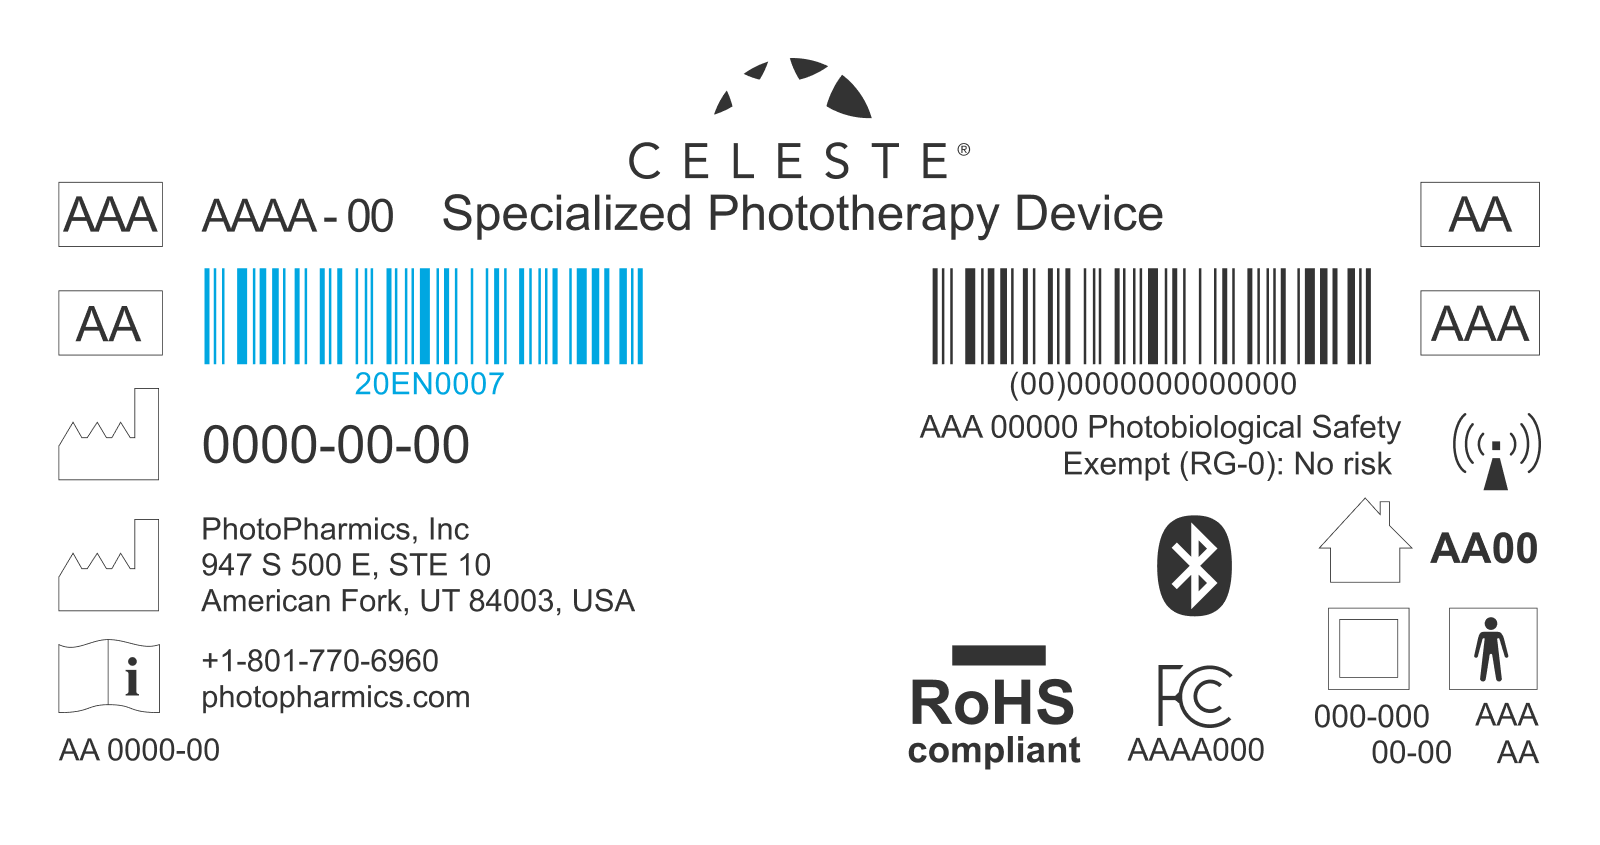 CELESTE®
AAA AAAA - 00 Specialized Phototherapy Device AA
AA AAA
20EN0007
(00)0000000000000
0000-00-00
AAA 00000 Photobiological Safety
Exempt (RG-0): No risk
PhotoPharmics, Inc
947 S 500 E, STE 10
American Fork, UT 84003, USA
AA00
i
+1-801-770-6960
photopharmics.com
AA 0000-00
RoHS
compliant
FC
AAAA000
000-000 AAA
00-00 AA